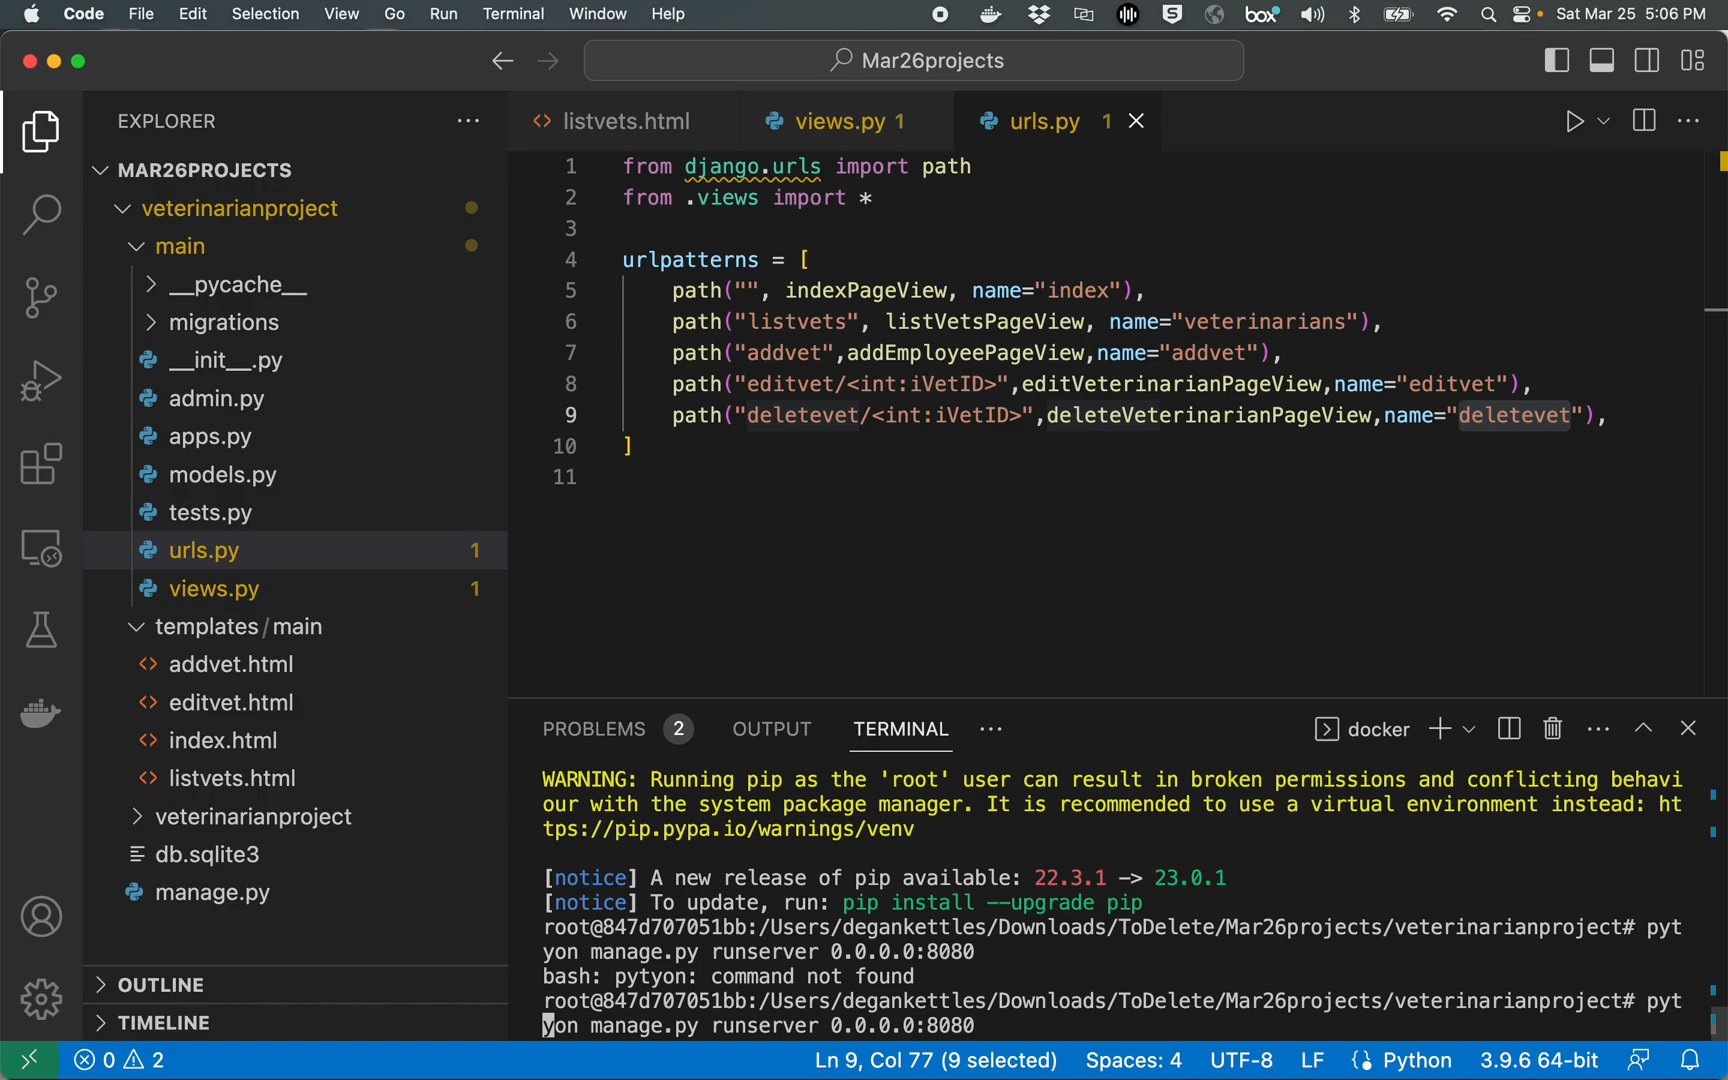 Code File Edit Selection View Go Run Terminal Window Help box Sat Mar 25 5:06 PM
Mar26projects
EXPLORER
MAR26PROJECTS
veterinarianproject
main
__pycache__
migrations
__init__.py
admin.py
apps.py
models.py
tests.py
urls.py 1
views.py 1
templates/main
addvet.html
editvet.html
index.html
listvets.html
veterinarianproject
db.sqlite3
manage.py
OUTLINE
TIMELINE
listvets.html views.py 1 urls.py 1
1 from django.urls import path
2 from .views import *
3
4 urlpatterns = [
5 path("", indexPageView, name="index"),
6 path("listvets", listVetsPageView, name="veterinarians"),
7 path("addvet",addEmployeePageView,name="addvet"),
8 path("editvet/<int:iVetID>",editVeterinarianPageView,name="editvet"),
9 path("deletevet/<int:iVetID>",deleteVeterinarianPageView,name="deletevet"),
10 ]
11
PROBLEMS 2 OUTPUT TERMINAL docker
WARNING: Running pip as the 'root' user can result in broken permissions and conflicting behavi
our with the system package manager. It is recommended to use a virtual environment instead: ht
tps://pip.pypa.io/warnings/venv
[notice] A new release of pip available: 22.3.1 -> 23.0.1
[notice] To update, run: pip install --upgrade pip
root@847d707051bb:/Users/degankettles/Downloads/ToDelete/Mar26projects/veterinarianproject# pyt
yon manage.py runserver 0.0.0.0:8080
bash: pytyon: command not found
root@847d707051bb:/Users/degankettles/Downloads/ToDelete/Mar26projects/veterinarianproject# pyt
yon manage.py runserver 0.0.0.0:8080
0 2 Ln 9, Col 77 (9 selected) Spaces: 4 UTF-8 LF Python 3.9.6 64-bit